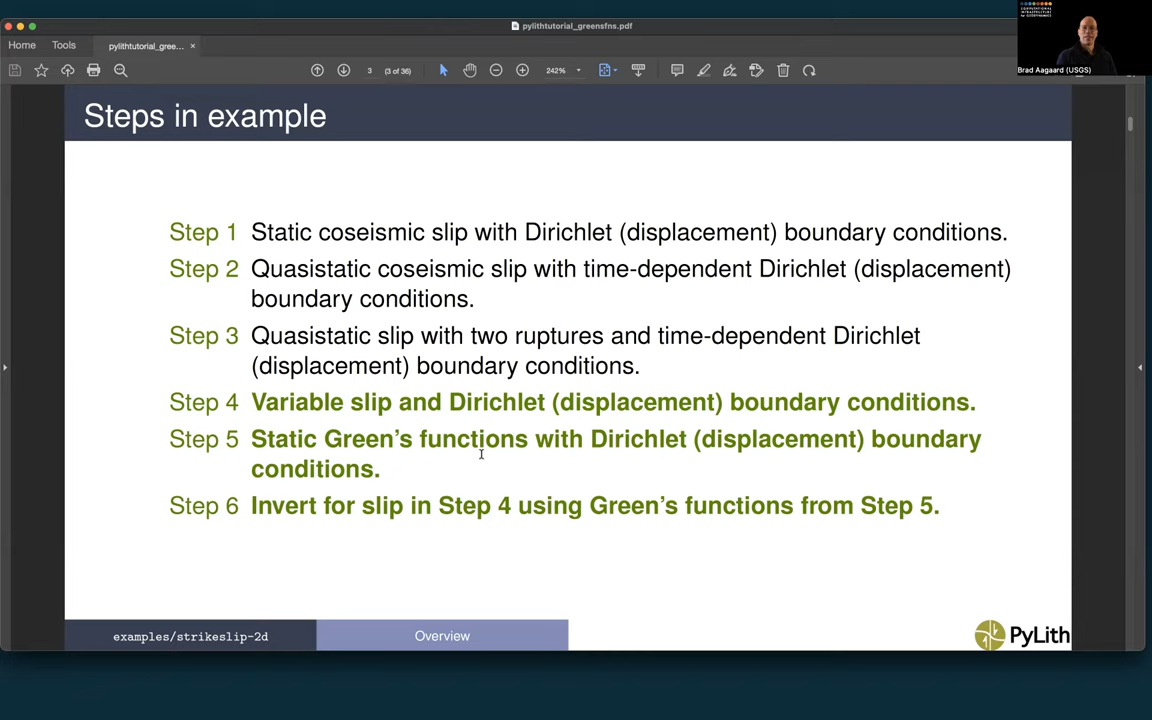 pylithtutorial_greensfns.pdf
COMPUTATIONAL
INFRASTRUCTURE
for GEODYNAMICS
Brad Aagaard (USGS)
Home Tools pylithtutorial_gree... ×
3 (3 of 36) 242%
Steps in example
Step 1 Static coseismic slip with Dirichlet (displacement) boundary conditions.
Step 2 Quasistatic coseismic slip with time-dependent Dirichlet (displacement)
boundary conditions.
Step 3 Quasistatic slip with two ruptures and time-dependent Dirichlet
(displacement) boundary conditions.
Step 4 Variable slip and Dirichlet (displacement) boundary conditions.
Step 5 Static Green's functions with Dirichlet (displacement) boundary
conditions.
Step 6 Invert for slip in Step 4 using Green's functions from Step 5.
examples/strikeslip-2d Overview PyLith